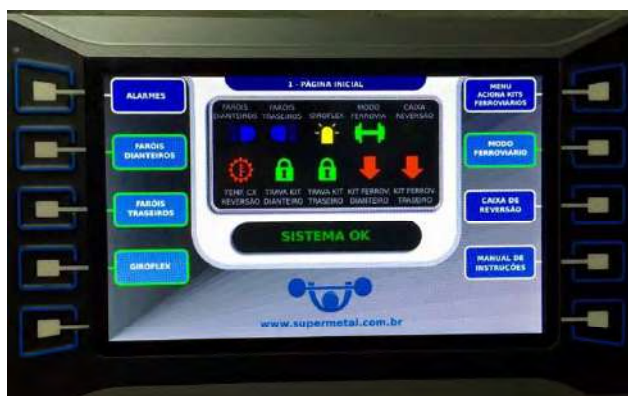 1 - PÁGINA INICIAL
ALARMES
FARÓIS
DIANTEIROS
FARÓIS
TRASEIROS
GIROFLEX
FARÓIS
DIANTEIROS
FARÓIS
TRASEIROS
GIROFLEX
MODO
FERROVIA
CAIXA
REVERSÃO
TEMP. CX
REVERSÃO
TRAVA KIT
DIANTEIRO
TRAVA KIT
TRASEIRO
KIT FERROV.
DIANTEIRO
KIT FERROV.
TRASEIRO
SISTEMA OK
www.supermetal.com.br
MENU
ACIONA KITS
FERROVIÁRIOS
MODO
FERROVIÁRIO
CAIXA DE
REVERSÃO
MANUAL DE
INSTRUÇÕES